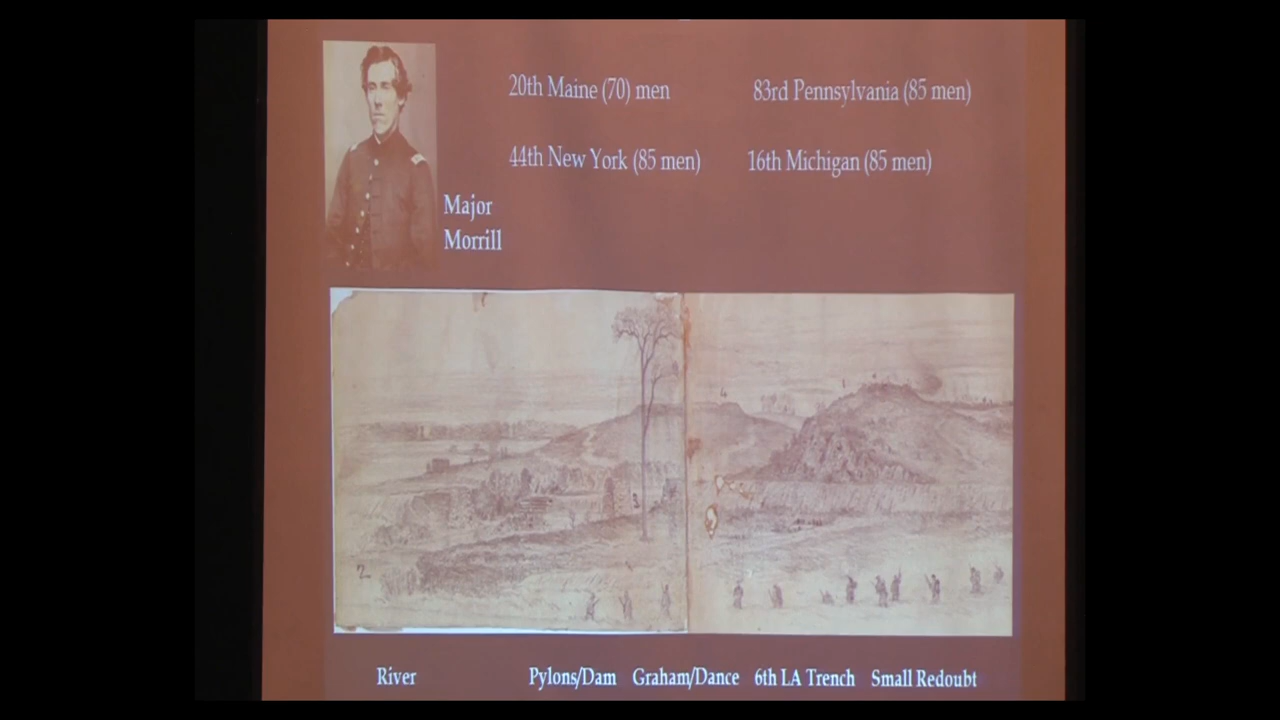 20th Maine (70) men
83rd Pennsylvania (85 men)
44th New York (85 men)
16th Michigan (85 men)
Major
Morrill
2
River
Pylons/Dam
Graham/Dance
6th LA Trench
Small Redoubt